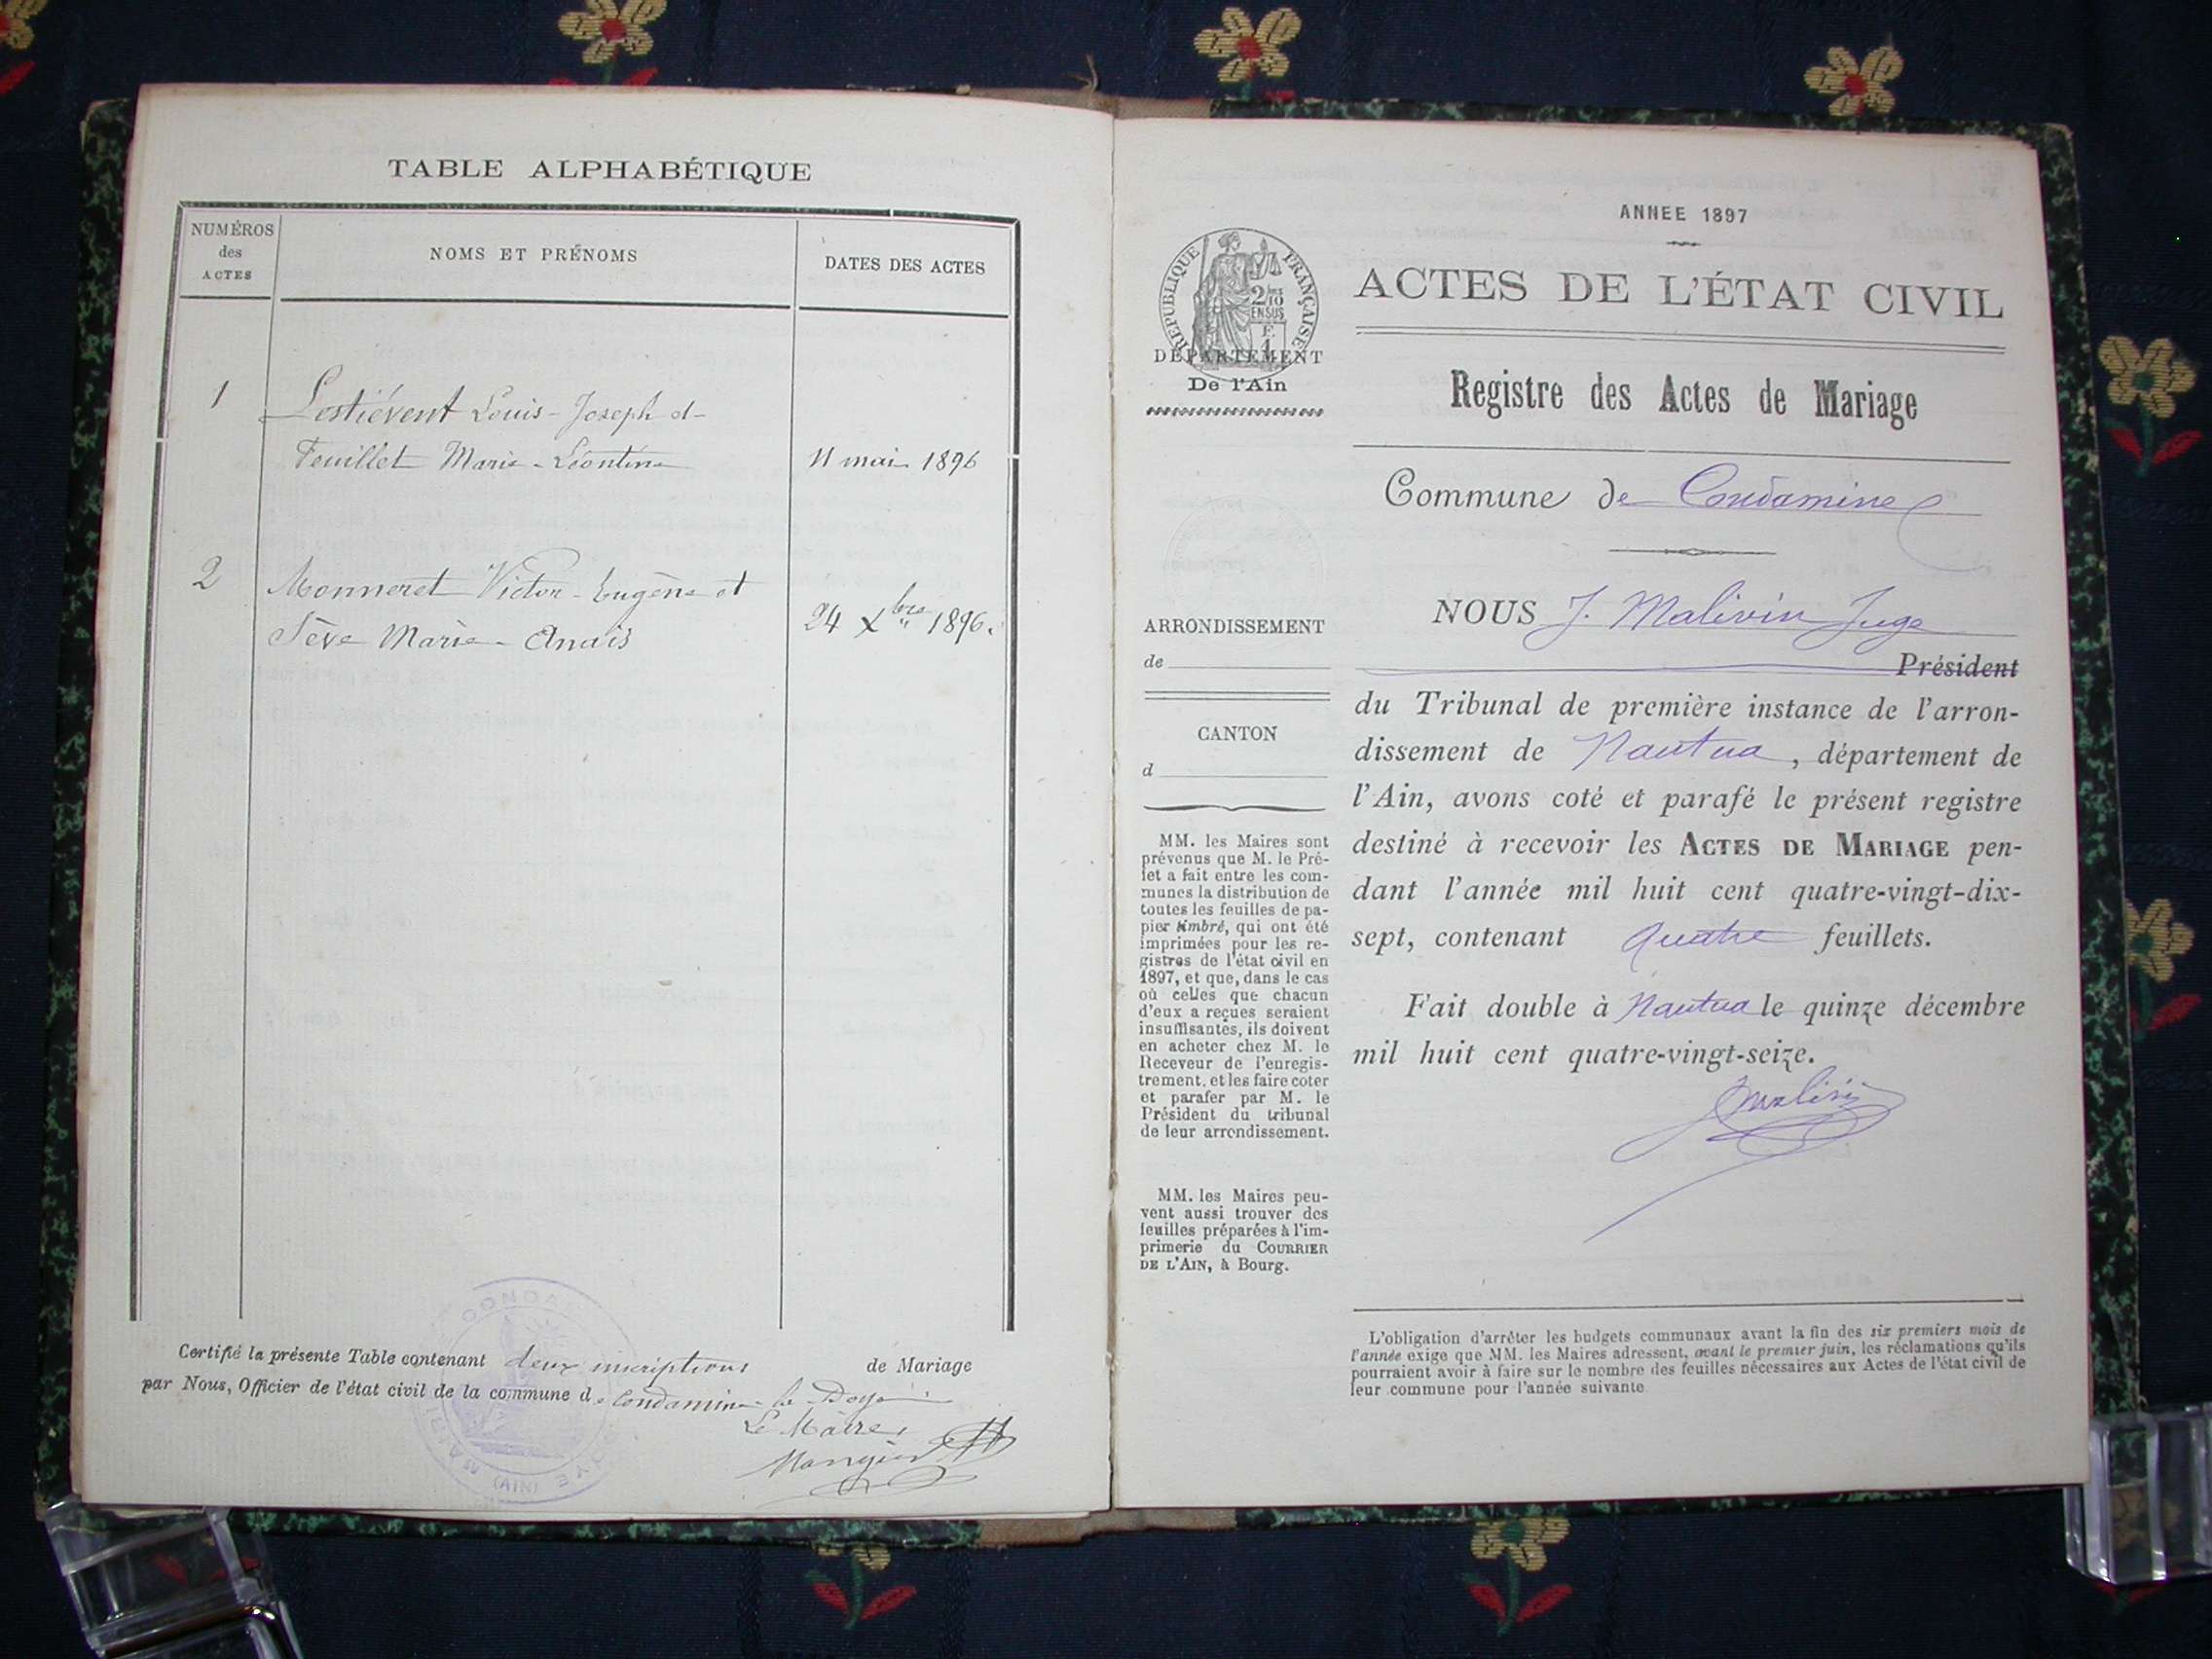 TABLE ALPHABÉTIQUE
NUMÉROS
des
ACTES
NOMS ET PRÉNOMS
DATES DES ACTES
1
Lestiévent Louis-Joseph et
Feuillet Marie-Léontine
11 mai 1896
2
Monneret Victor-Eugène et
Sève Marie-Anaïs
24 Xbre 1896.
Certifié la présente Table contenant deux inscriptions de Mariage
par Nous, Officier de l'état civil de la commune de Condamine la Doye
Le Maire,
MAIRIE CONDAMINE DOYE (AIN)
ANNEE 1897
RÉPUBLIQUE FRANÇAISE
2/10
EN SUS
DÉPARTEMENT
De l'Ain
ACTES DE L'ÉTAT CIVIL
Registre des Actes de Mariage
Commune de Condamine
ARRONDISSEMENT
de
CANTON
d
MM. les Maires sont
prévenus que M. le Pré-
fet a fait entre les com-
munes la distribution de
toutes les feuilles de pa-
pier timbré, qui ont été
imprimées pour les re-
gistres de l'état civil en
1897, et que, dans le cas
où celles que chacun
d'eux a reçues seraient
insuffisantes, ils doivent
en acheter chez M. le
Receveur de l'enregis-
trement, et les faire coter
et parafer par M. le
Président du tribunal
de leur arrondissement.
MM. les Maires peu-
vent aussi trouver des
feuilles préparées à l'im-
primerie du COURRIER
DE L'AIN, à Bourg.
NOUS J. Malivin Juge
Président
du Tribunal de première instance de l'arron-
dissement de Nantua, département de
l'Ain, avons coté et parafé le présent registre
destiné à recevoir les ACTES DE MARIAGE pen-
dant l'année mil huit cent quatre-vingt-dix-
sept, contenant quatre feuillets.
Fait double à Nantua le quinze décembre
mil huit cent quatre-vingt-seize.
JMalivin
L'obligation d'arrêter les budgets communaux avant la fin des six premiers mois de
l'année exige que MM. les Maires adressent, avant le premier juin, les réclamations qu'ils
pourraient avoir à faire sur le nombre des feuilles nécessaires aux Actes de l'état civil de
leur commune pour l'année suivante